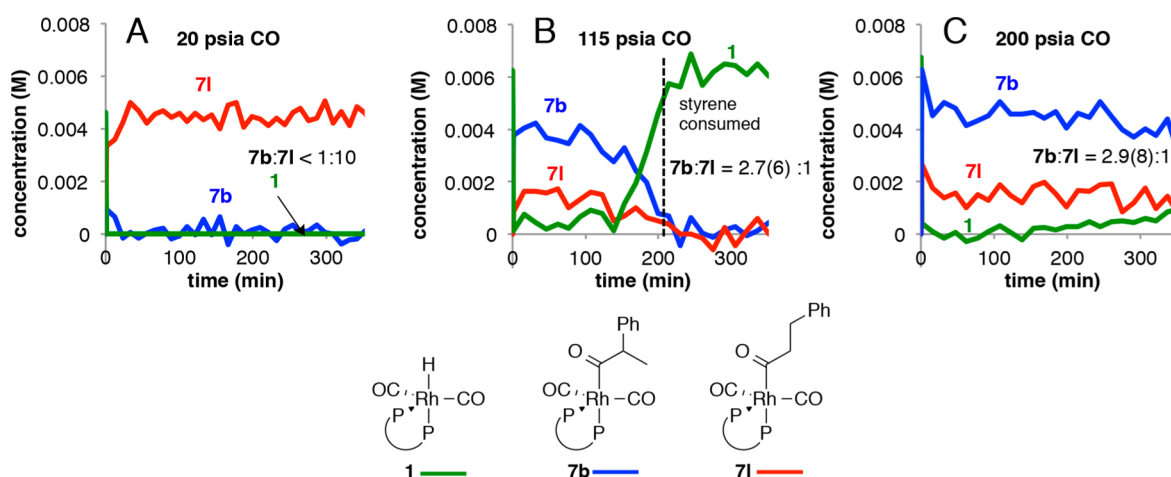 A 20 psia CO
0.008
0.006
0.004
0.002
0
concentration (M)
7l
7b:7l < 1:10
1
7b
0 100 200 300
time (min)
B 115 psia CO
0.008
0.006
0.004
0.002
0
concentration (M)
1
7b
styrene
consumed
7l
7b:7l = 2.7(6) :1
0 100 200 300
time (min)
C 200 psia CO
0.008
0.006
0.004
0.002
0
concentration (M)
7b
7b:7l = 2.9(8):1
7l
1
0 100 200 300
time (min)
H
OC Rh CO
P
P
1
Ph
O
OC Rh CO
P
P
7b
Ph
O
OC Rh CO
P
P
7l